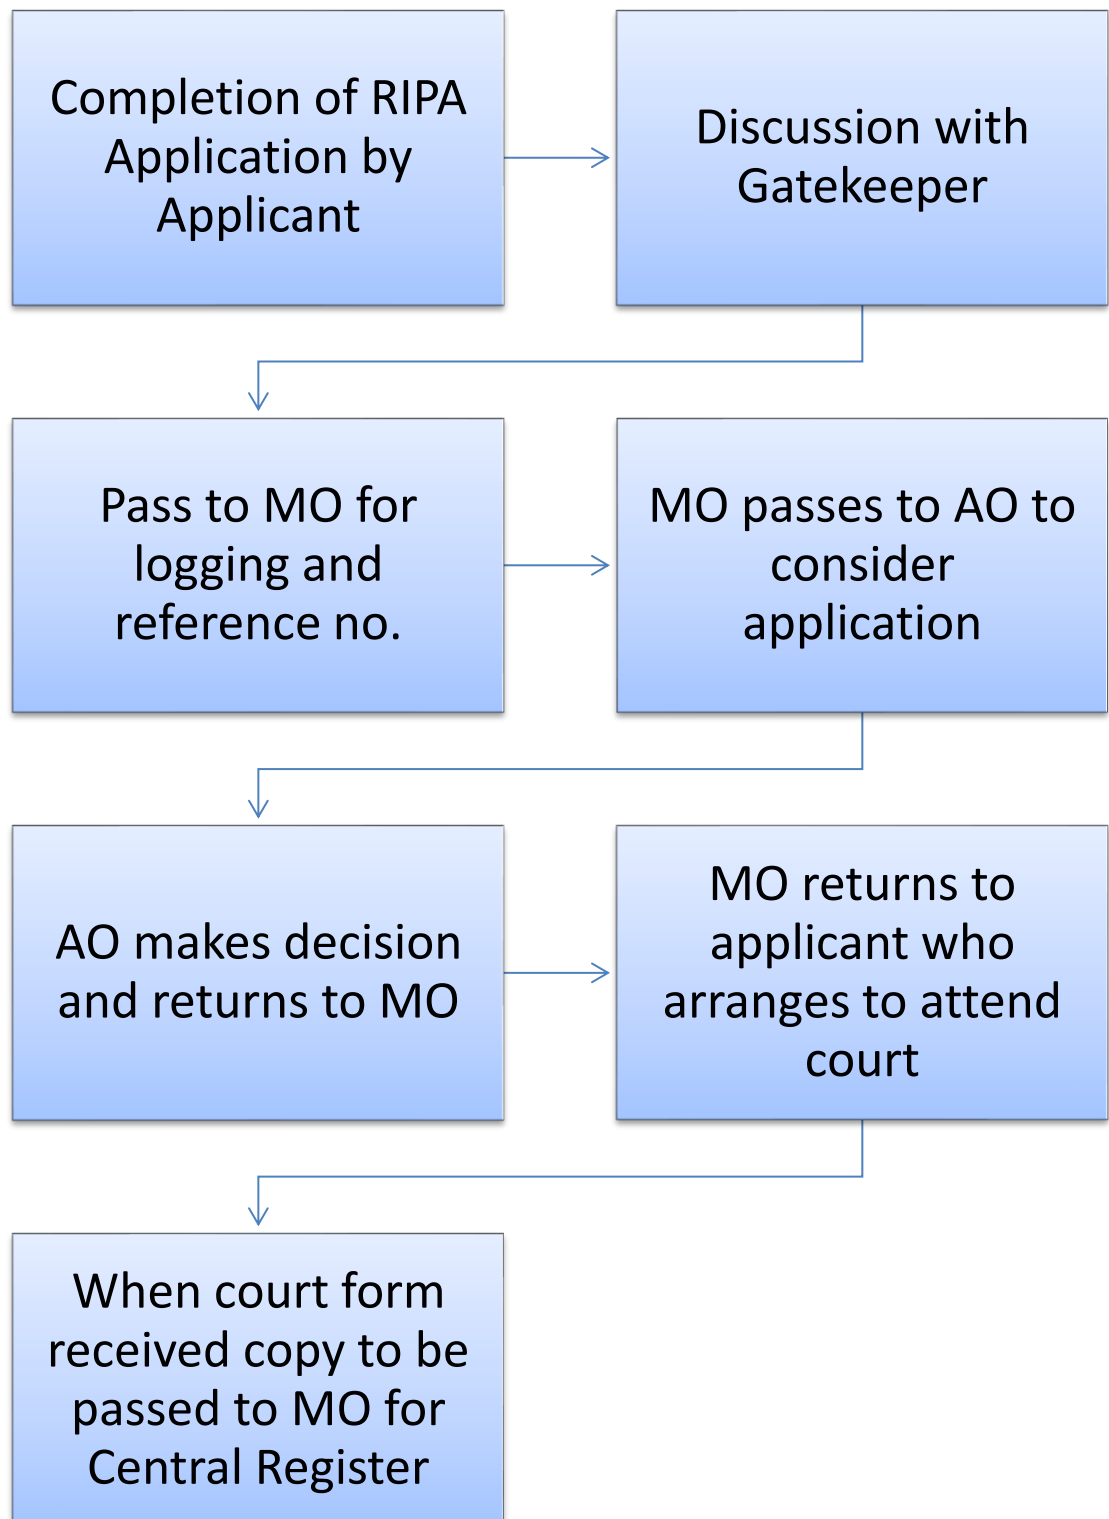 Completion of RIPA
Application by
Applicant
Discussion with
Gatekeeper
Pass to MO for
logging and
reference no.
MO passes to AO to
consider
application
AO makes decision
and returns to MO
MO returns to
applicant who
arranges to attend
court
When court form
received copy to be
passed to MO for
Central Register